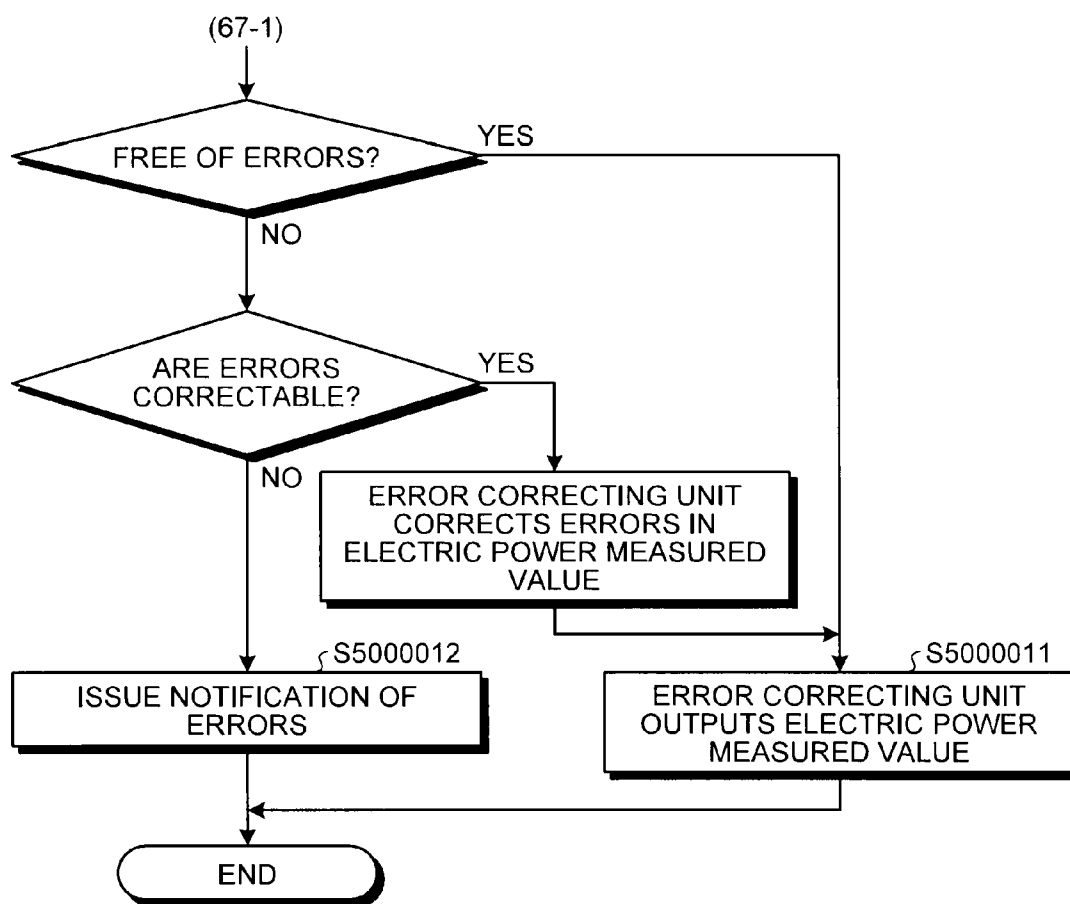 (67-1)
FREE OF ERRORS?
YES
NO
ARE ERRORS
CORRECTABLE?
YES
NO
ERROR CORRECTING UNIT
CORRECTS ERRORS IN
ELECTRIC POWER MEASURED
VALUE
S5000012
ISSUE NOTIFICATION OF
ERRORS
S5000011
ERROR CORRECTING UNIT
OUTPUTS ELECTRIC POWER
MEASURED VALUE
END